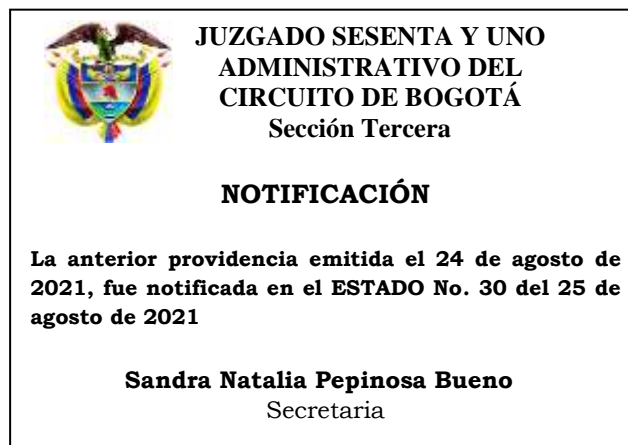 JUZGADO SESENTA Y UNO
ADMINISTRATIVO DEL
CIRCUITO DE BOGOTÁ
Sección Tercera
NOTIFICACIÓN
La anterior providencia emitida el 24 de agosto de
2021, fue notificada en el ESTADO No. 30 del 25 de
agosto de 2021
Sandra Natalia Pepinosa Bueno
Secretaria